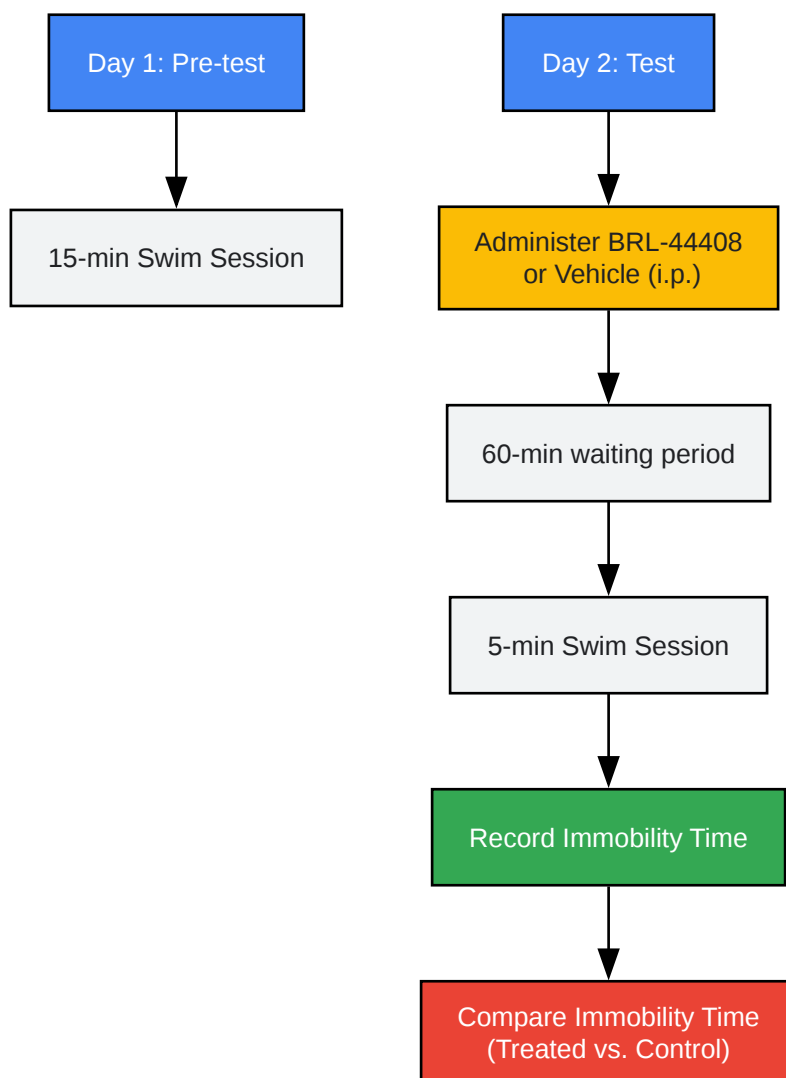 Day 1: Pre-test
15-min Swim Session
Day 2: Test
Administer BRL-44408
or Vehicle (i.p.)
60-min waiting period
5-min Swim Session
Record Immobility Time
Compare Immobility Time
(Treated vs. Control)